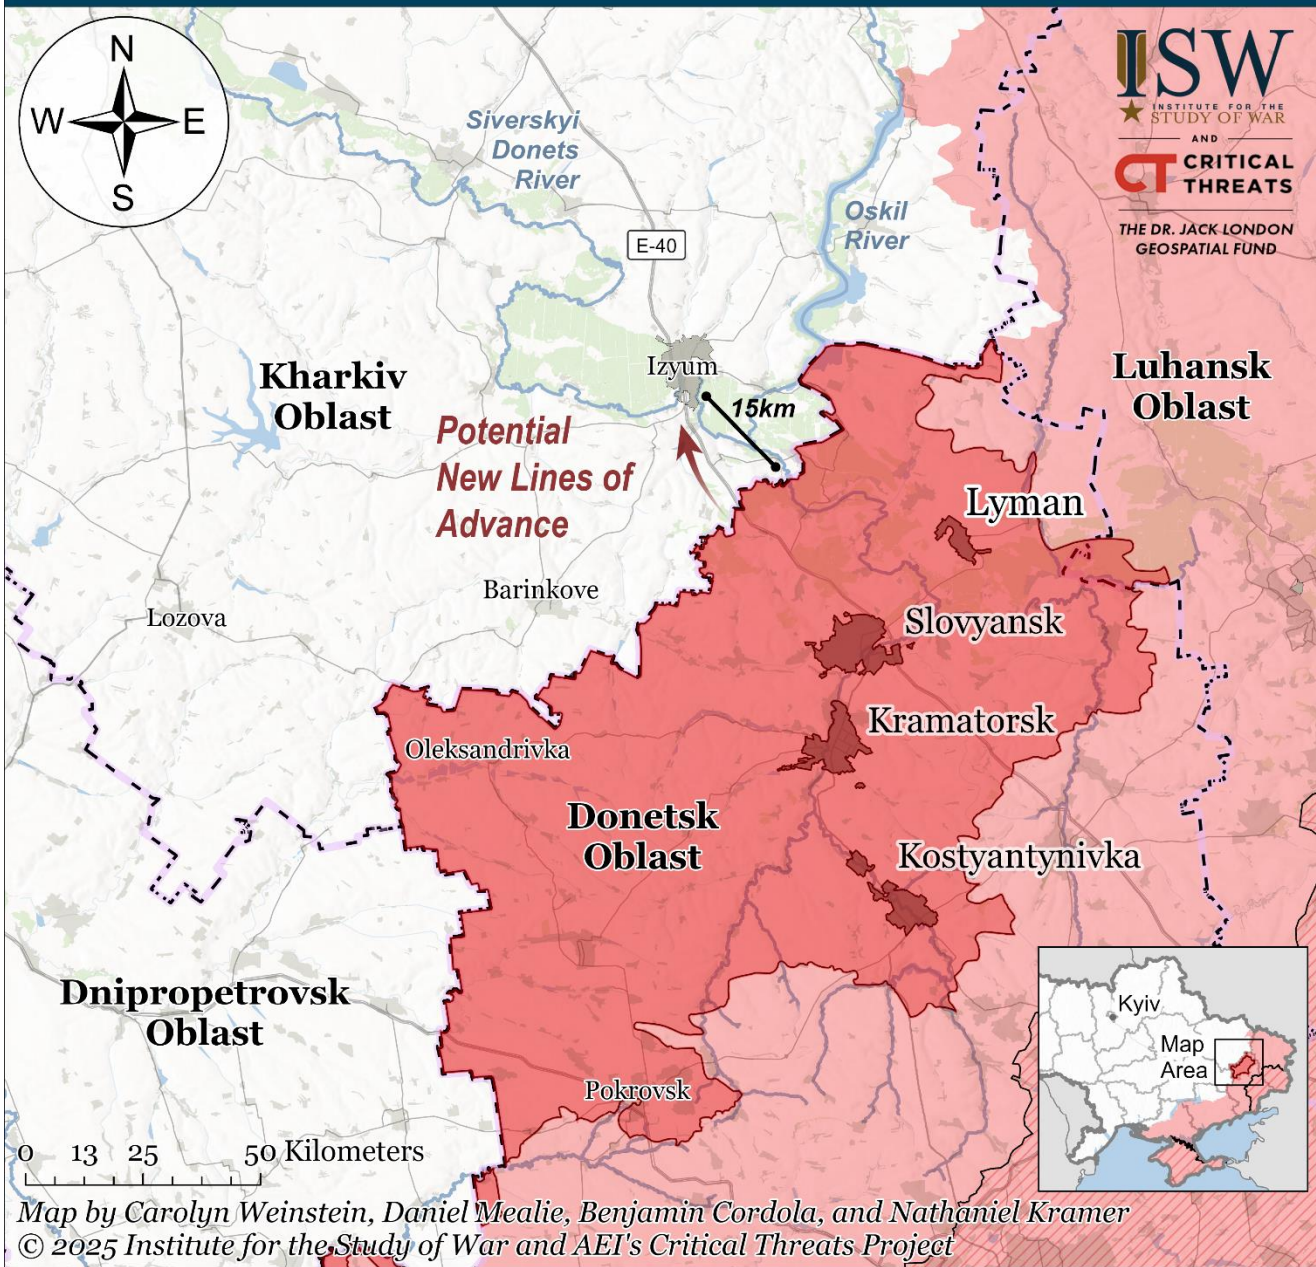 N
W E
S
ISW
INSTITUTE FOR THE
STUDY OF WAR
AND
CT CRITICAL
THREATS
THE DR. JACK LONDON
GEOSPATIAL FUND
Siverskyi
Donets
River
Oskil
River
E-40
Izyum
15km
Kharkiv
Oblast
Luhansk
Oblast
Potential
New Lines of
Advance
Lyman
Barinkove
Lozova
Slovyansk
Kramatorsk
Oleksandrivka
Donetsk
Oblast
Kostyantynivka
Dnipropetrovsk
Oblast
Pokrovsk
Kyiv
Map
Area
0 13 25 50 Kilometers
Map by Carolyn Weinstein, Daniel Mealie, Benjamin Cordola, and Nathaniel Kramer
© 2025 Institute for the Study of War and AEI's Critical Threats Project